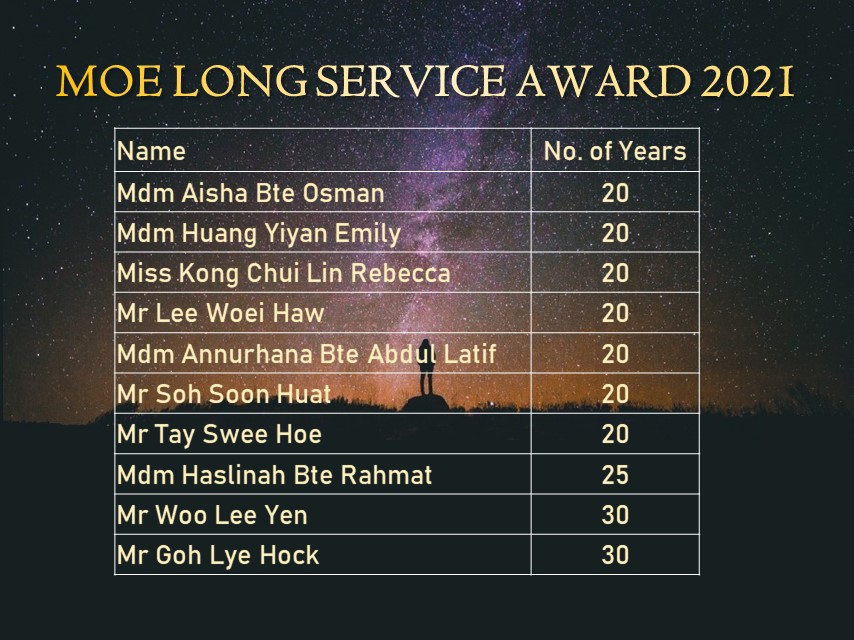 MOE LONG SERVICE AWARD 2021
Name No. of Years
Mdm Aisha Bte Osman 20
Mdm Huang Yiyan Emily 20
Miss Kong Chui Lin Rebecca 20
Mr Lee Woei Haw 20
Mdm Annurhana Bte Abdul Latif 20
Mr Soh Soon Huat 20
Mr Tay Swee Hoe 20
Mdm Haslinah Bte Rahmat 25
Mr Woo Lee Yen 30
Mr Goh Lye Hock 30